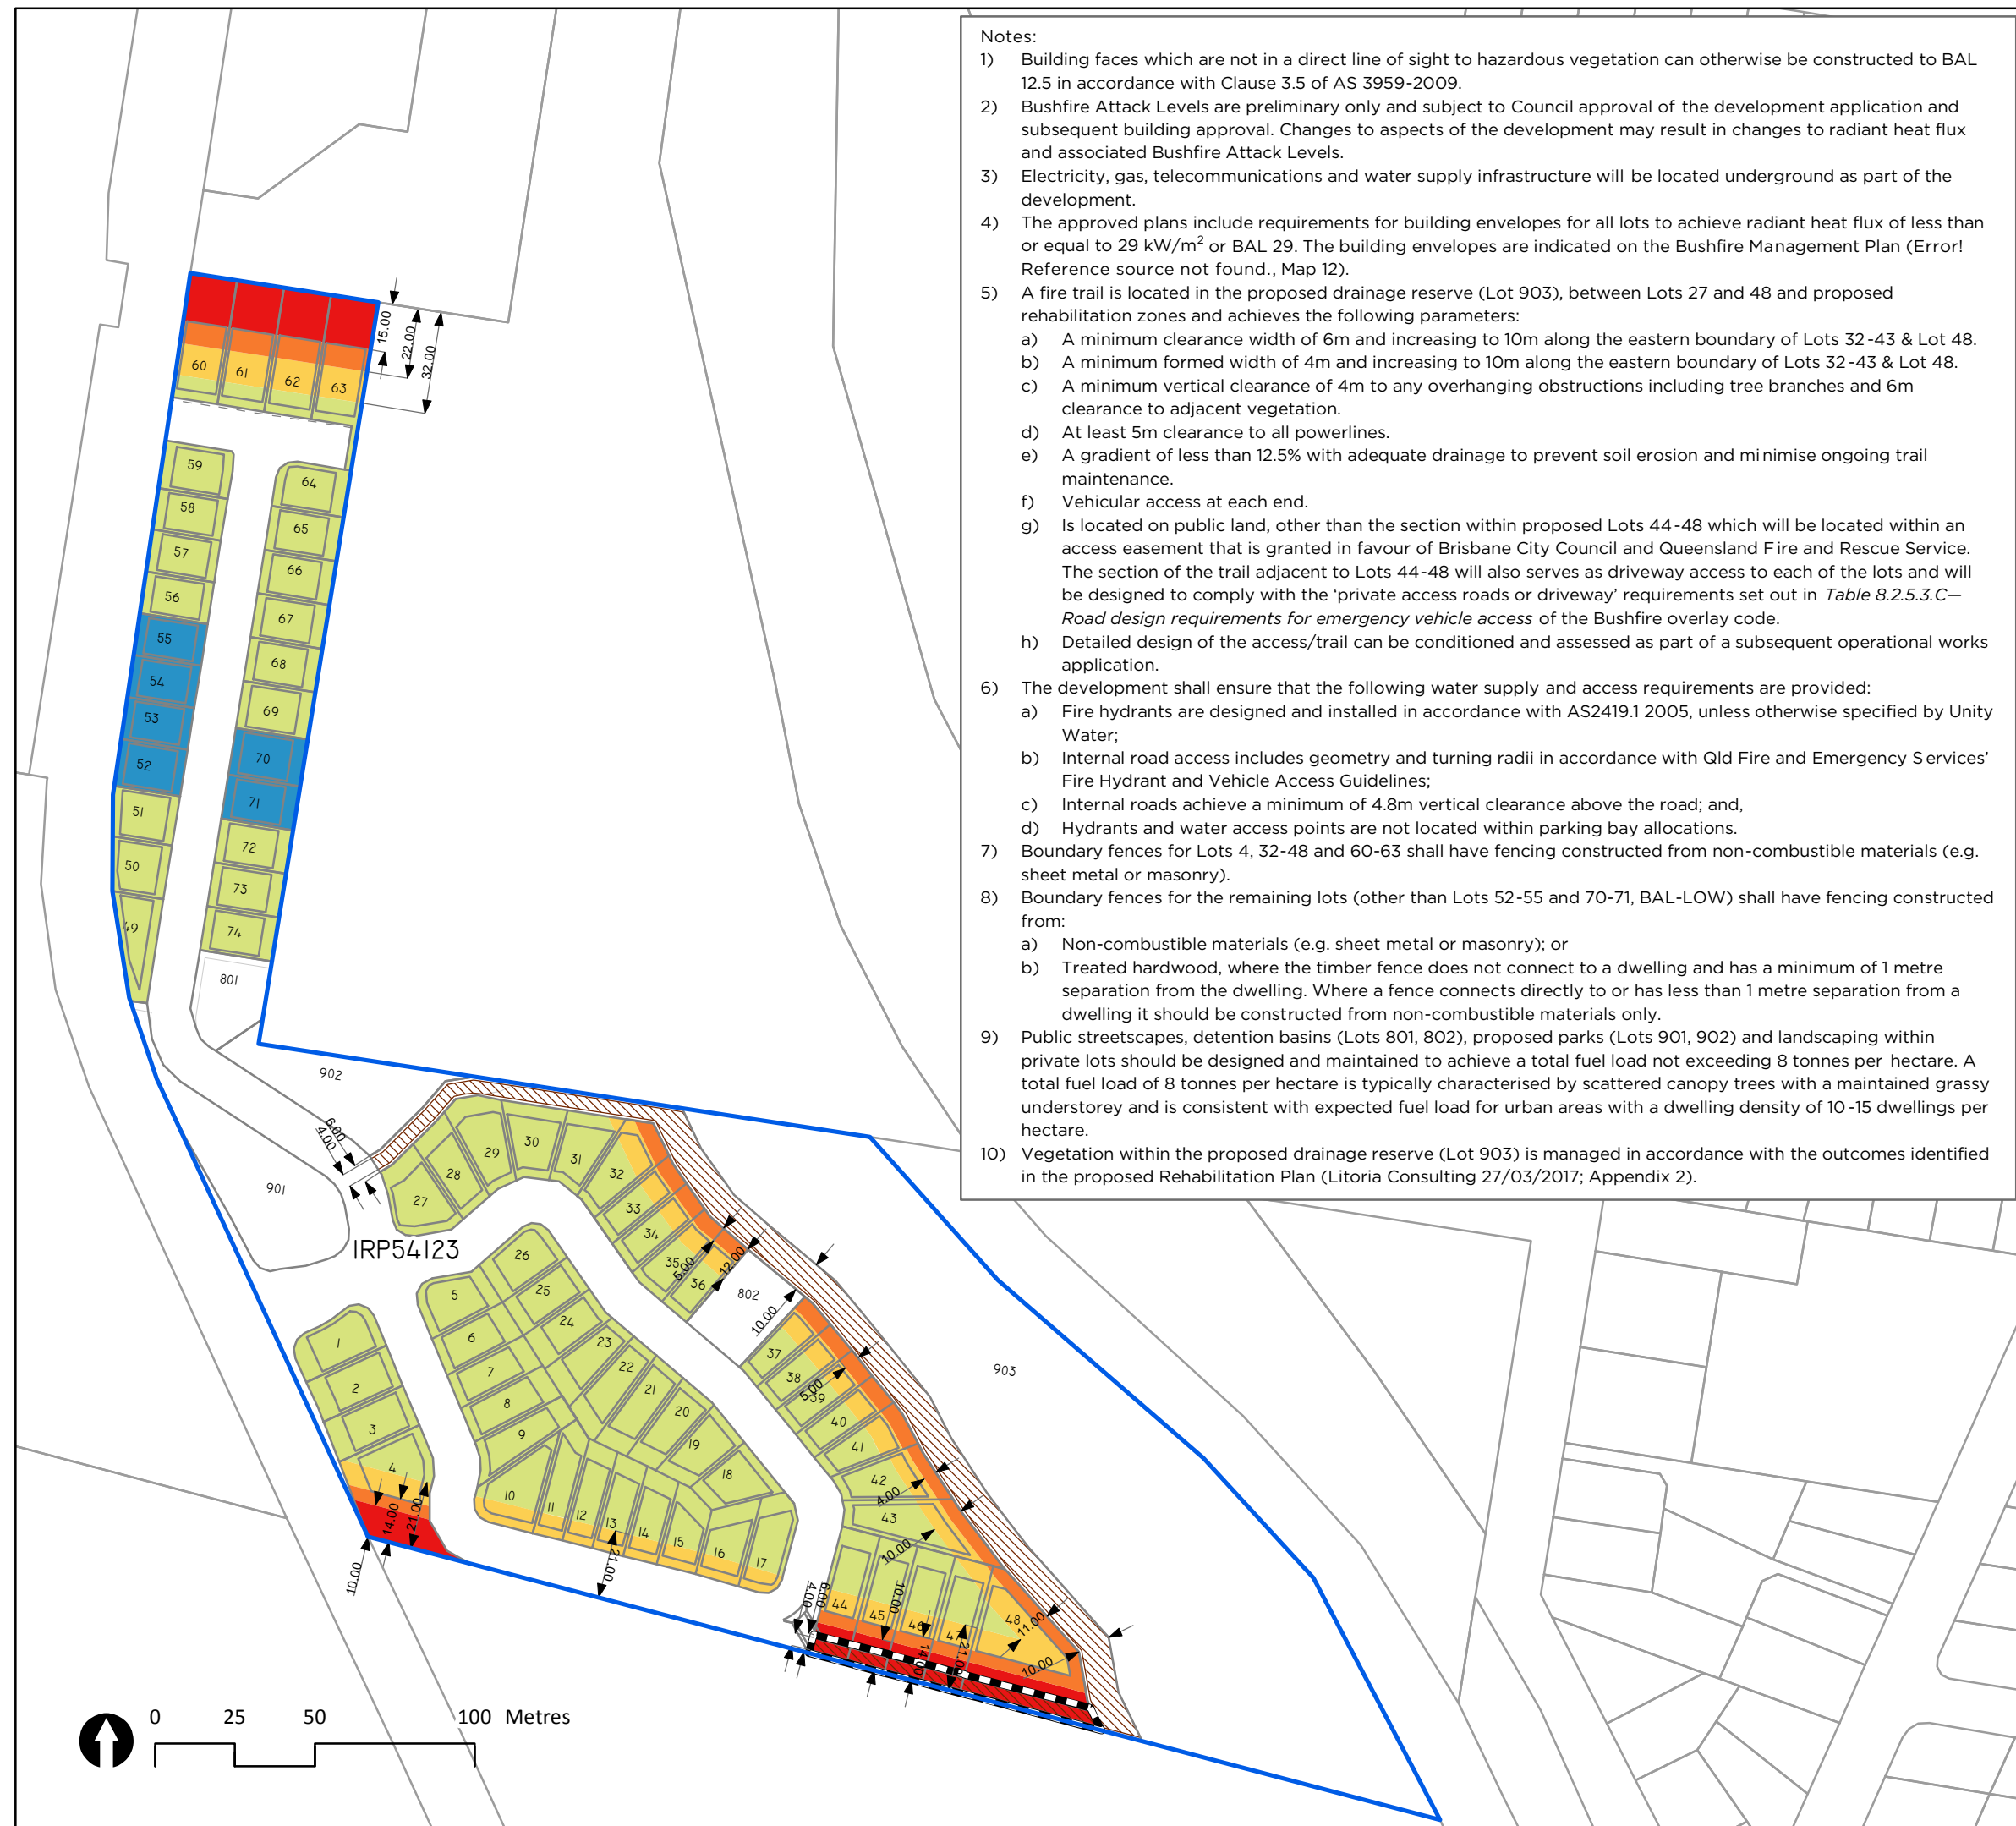 Notes:
1) Building faces which are not in a direct line of sight to hazardous vegetation can otherwise be constructed to BAL
12.5 in accordance with Clause 3.5 of AS 3959-2009.
2) Bushfire Attack Levels are preliminary only and subject to Council approval of the development application and
subsequent building approval. Changes to aspects of the development may result in changes to radiant heat flux
and associated Bushfire Attack Levels.
3) Electricity, gas, telecommunications and water supply infrastructure will be located underground as part of the
development.
4) The approved plans include requirements for building envelopes for all lots to achieve radiant heat flux of less than
or equal to 29 kW/m² or BAL 29. The building envelopes are indicated on the Bushfire Management Plan (Error!
Reference source not found., Map 12).
5) A fire trail is located in the proposed drainage reserve (Lot 903), between Lots 27 and 48 and proposed
rehabilitation zones and achieves the following parameters:
a) A minimum clearance width of 6m and increasing to 10m along the eastern boundary of Lots 32-43 & Lot 48.
b) A minimum formed width of 4m and increasing to 10m along the eastern boundary of Lots 32-43 & Lot 48.
c) A minimum vertical clearance of 4m to any overhanging obstructions including tree branches and 6m
clearance to adjacent vegetation.
d) At least 5m clearance to all powerlines.
e) A gradient of less than 12.5% with adequate drainage to prevent soil erosion and minimise ongoing trail
maintenance.
f) Vehicular access at each end.
g) Is located on public land, other than the section within proposed Lots 44-48 which will be located within an
access easement that is granted in favour of Brisbane City Council and Queensland Fire and Rescue Service.
The section of the trail adjacent to Lots 44-48 will also serves as driveway access to each of the lots and will
be designed to comply with the ‘private access roads or driveway’ requirements set out in Table 8.2.5.3.C—
Road design requirements for emergency vehicle access of the Bushfire overlay code.
h) Detailed design of the access/trail can be conditioned and assessed as part of a subsequent operational works
application.
6) The development shall ensure that the following water supply and access requirements are provided:
a) Fire hydrants are designed and installed in accordance with AS2419.1 2005, unless otherwise specified by Unity
Water;
b) Internal road access includes geometry and turning radii in accordance with Qld Fire and Emergency Services’
Fire Hydrant and Vehicle Access Guidelines;
c) Internal roads achieve a minimum of 4.8m vertical clearance above the road; and,
d) Hydrants and water access points are not located within parking bay allocations.
7) Boundary fences for Lots 4, 32-48 and 60-63 shall have fencing constructed from non-combustible materials (e.g.
sheet metal or masonry).
8) Boundary fences for the remaining lots (other than Lots 52-55 and 70-71, BAL-LOW) shall have fencing constructed
from:
a) Non-combustible materials (e.g. sheet metal or masonry); or
b) Treated hardwood, where the timber fence does not connect to a dwelling and has a minimum of 1 metre
separation from the dwelling. Where a fence connects directly to or has less than 1 metre separation from a
dwelling it should be constructed from non-combustible materials only.
9) Public streetscapes, detention basins (Lots 801, 802), proposed parks (Lots 901, 902) and landscaping within
private lots should be designed and maintained to achieve a total fuel load not exceeding 8 tonnes per hectare. A
total fuel load of 8 tonnes per hectare is typically characterised by scattered canopy trees with a maintained grassy
understorey and is consistent with expected fuel load for urban areas with a dwelling density of 10-15 dwellings per
hectare.
10) Vegetation within the proposed drainage reserve (Lot 903) is managed in accordance with the outcomes identified
in the proposed Rehabilitation Plan (Litoria Consulting 27/03/2017; Appendix 2).
15.00
22.00
32.00
60
61
62
63
59
64
58
65
57
66
56
67
55
68
54
69
53
52
70
51
71
50
72
73
49
74
801
902
6.00
4.00
901
30
29
31
28
32
27
33
34
35
36
5.00
12.00
802
10.00
IRP54123
26
25
24
23
22
21
20
19
18
5
6
7
8
9
10
11
12
13
14
15
16
17
21.00
1
2
3
4
14.00
21.00
10.00
37
38
39
5.00
40
41
42
4.00
43
10.00
903
4.00
6.00
44
45
10.00
46
47
48
14.00
21.00
11.00
10.00
0 25 50 100 Metres